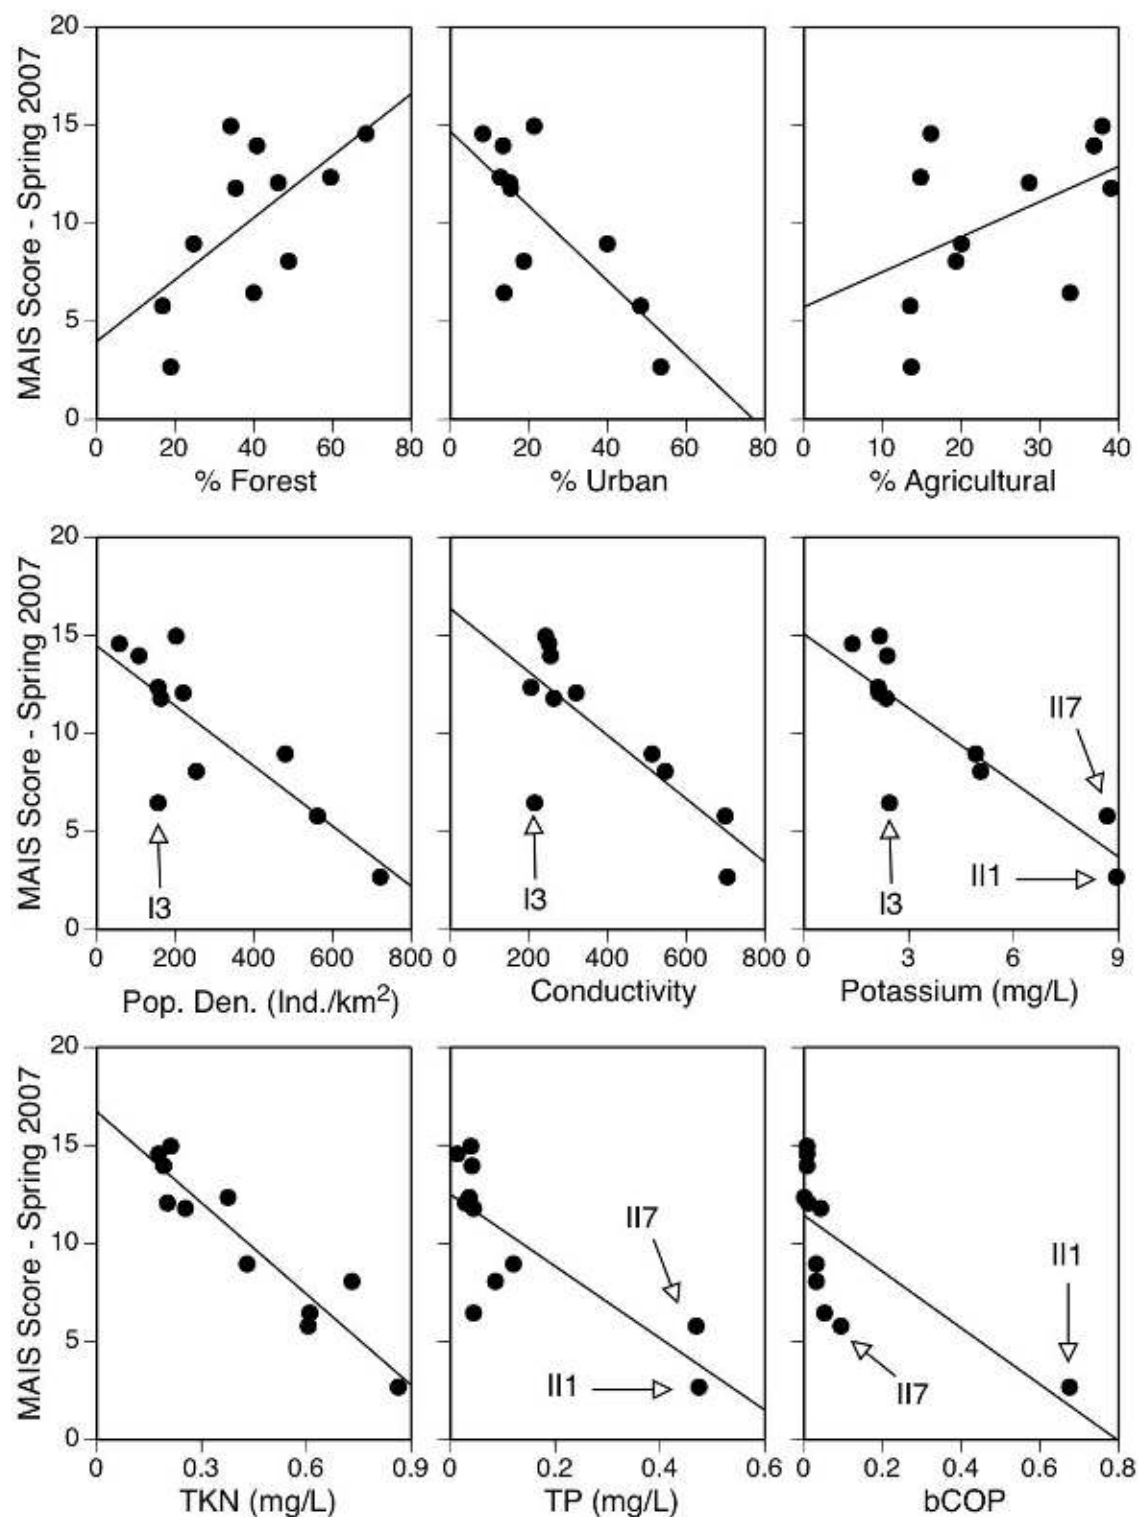 MAIS Score - Spring 2007
20
15
10
5
0
0 20 40 60 80
% Forest
0 20 40 60 80
% Urban
0 10 20 30 40
% Agricultural
MAIS Score - Spring 2007
20
15
10
5
0
I3
0 200 400 600 800
Pop. Den. (Ind./km²)
I3
0 200 400 600 800
Conductivity
II7
II1
I3
0 3 6 9
Potassium (mg/L)
MAIS Score - Spring 2007
20
15
10
5
0
0 0.3 0.6 0.9
TKN (mg/L)
II7
II1
0 0.2 0.4 0.6
TP (mg/L)
II1
II7
0 0.2 0.4 0.6 0.8
bCOP